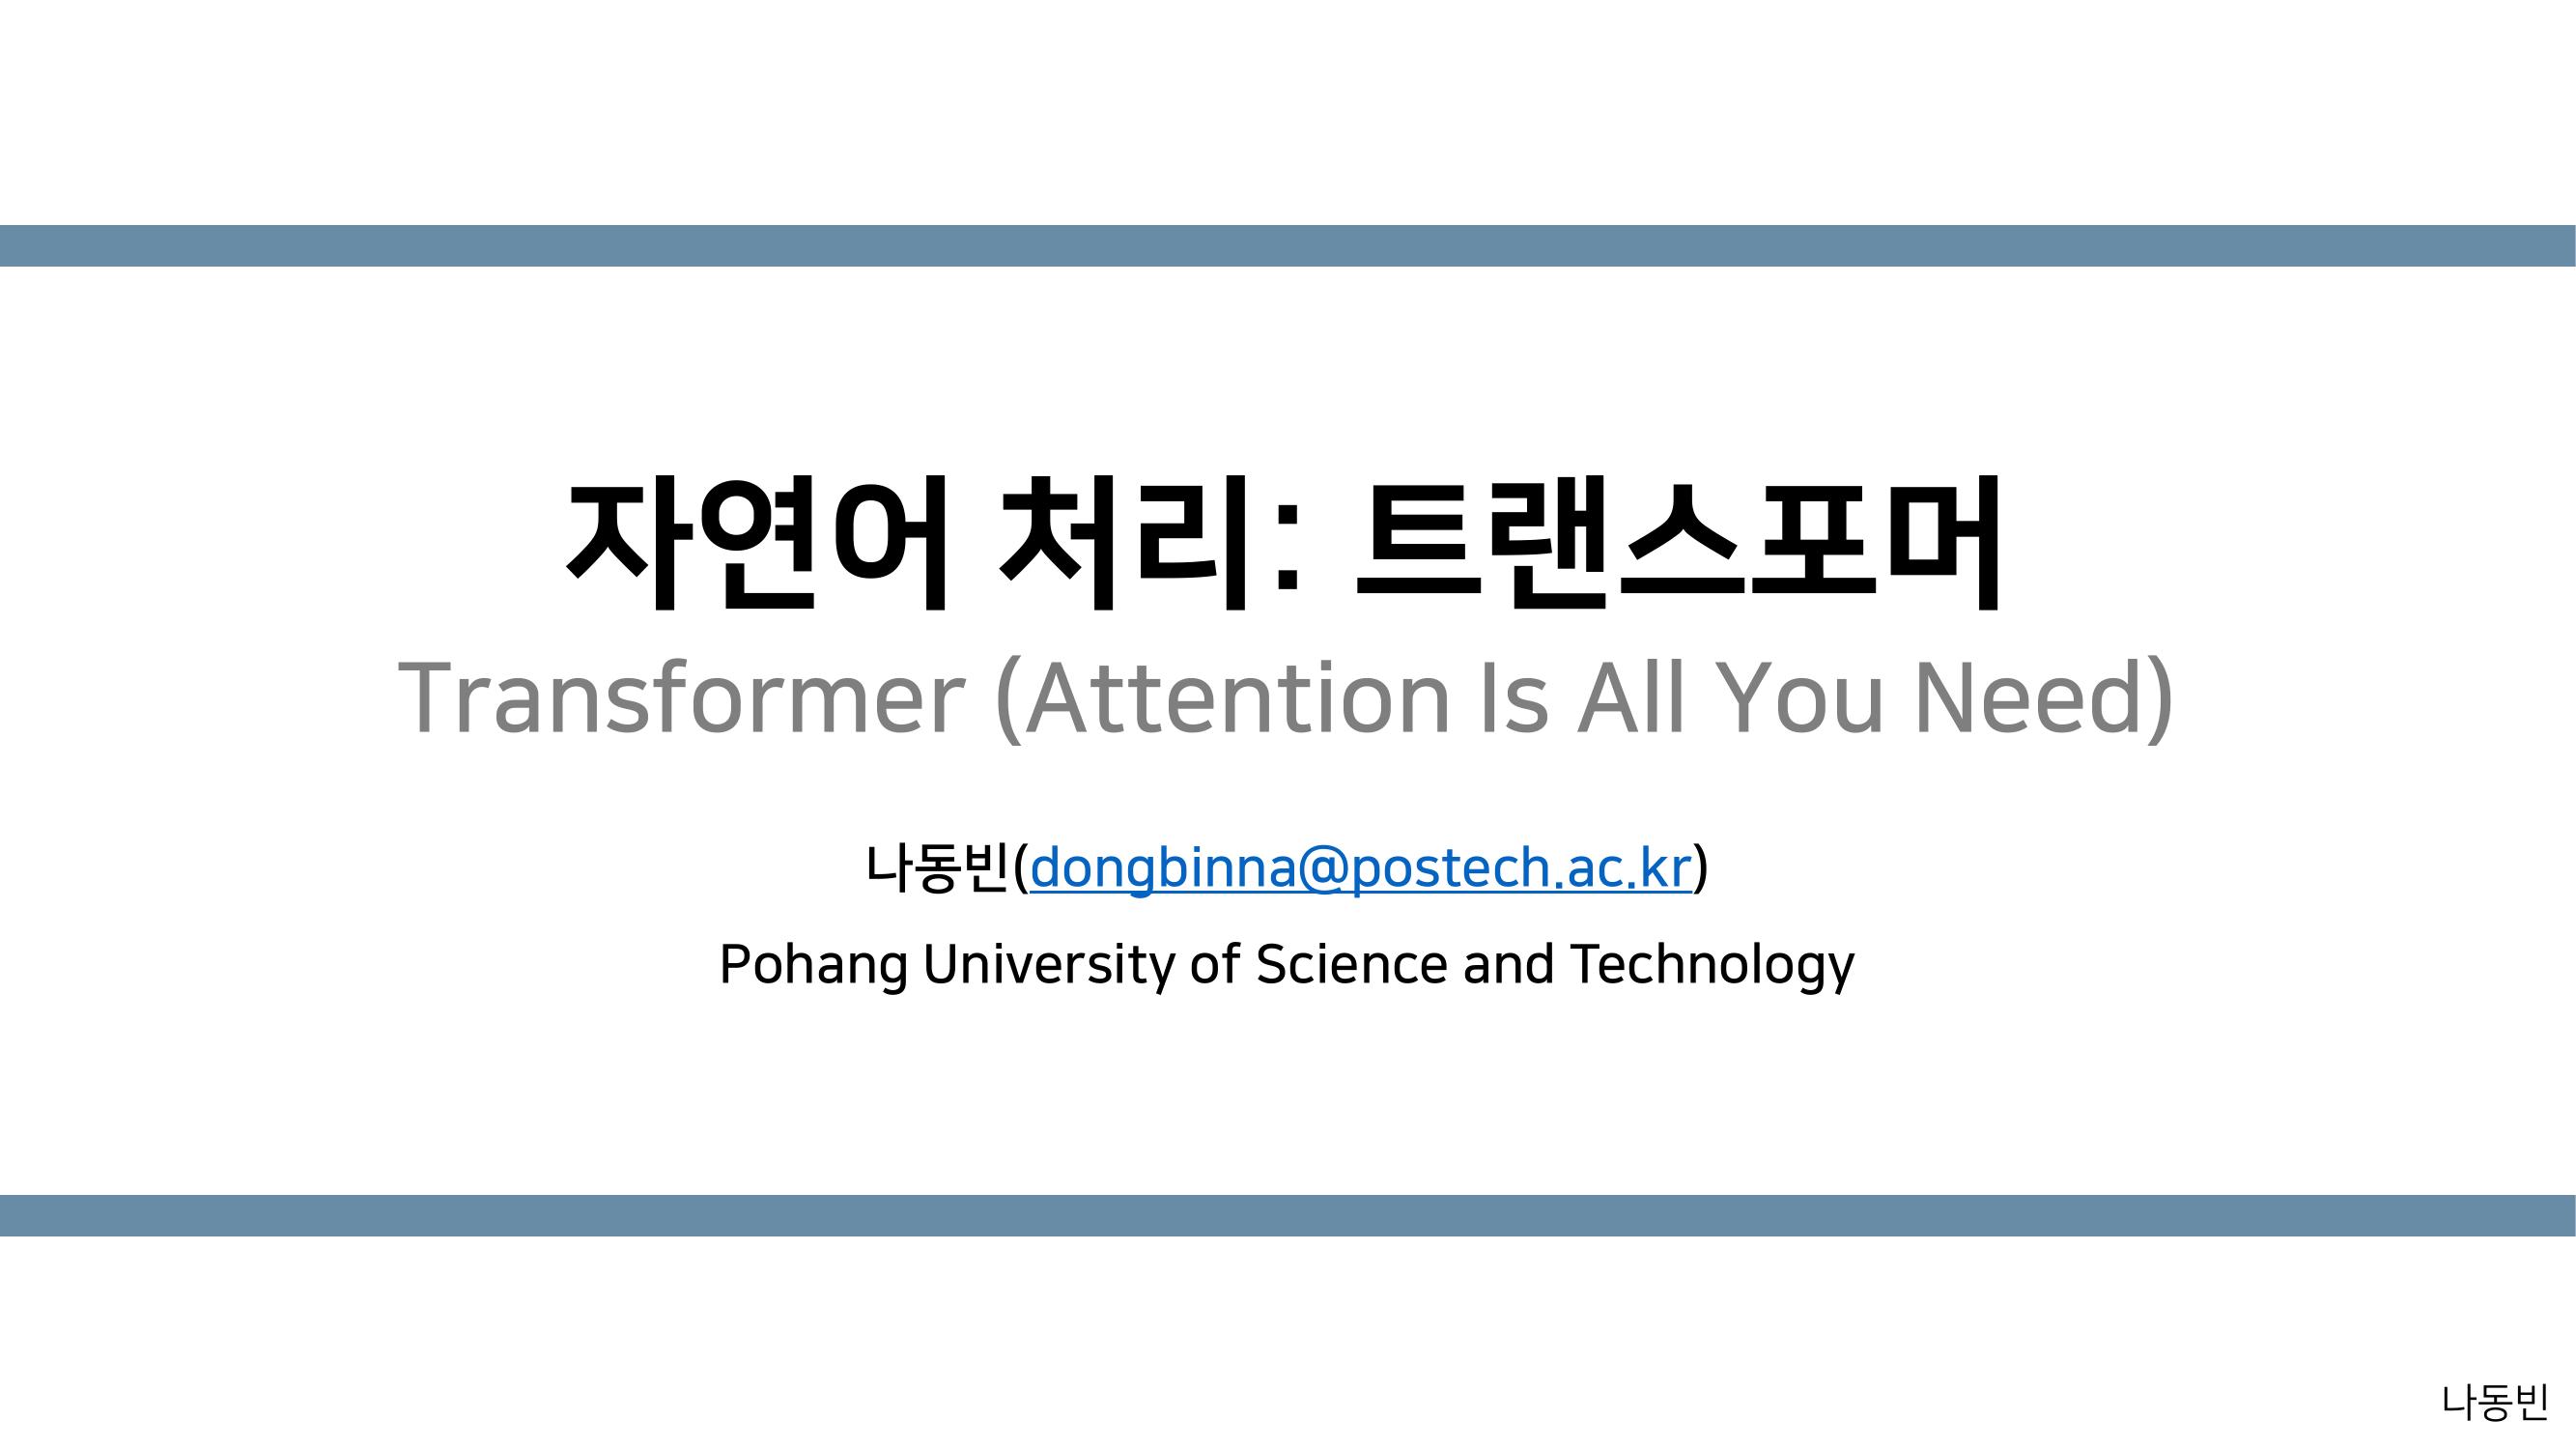 자연어 처리: 트랜스포머
Transformer (Attention Is All You Need)
나동빈(dongbinna@postech.ac.kr)
Pohang University of Science and Technology
나동빈